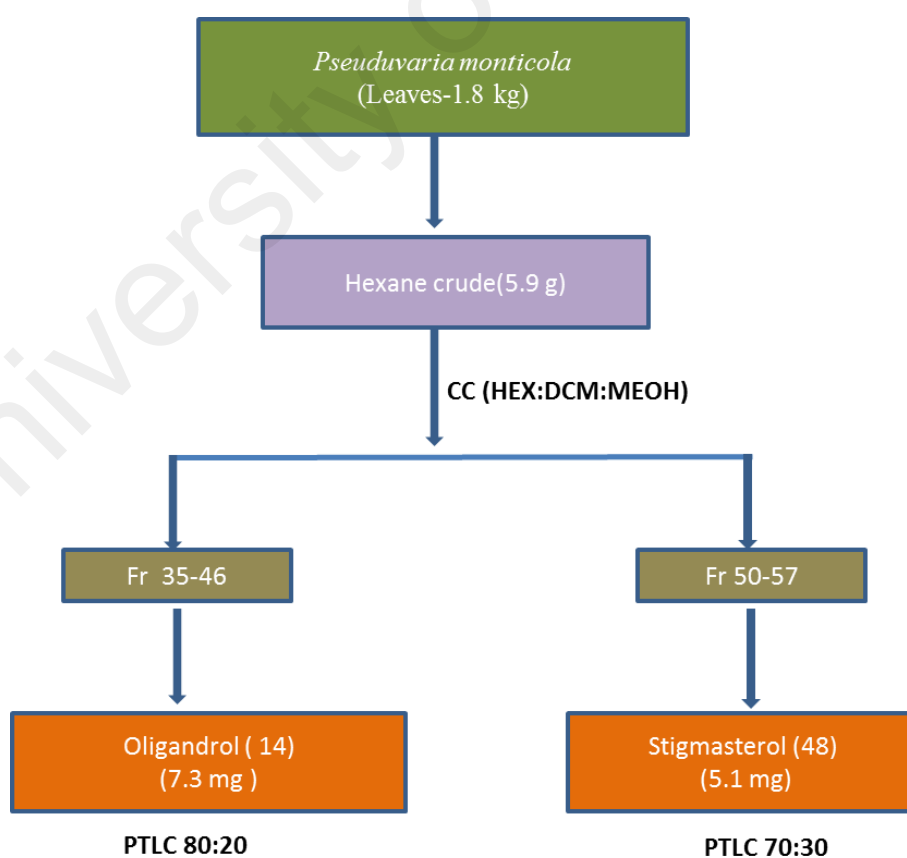 Pseuduvaria monticola
(Leaves-1.8 kg)
Hexane crude(5.9 g)
CC (HEX:DCM:MEOH)
Fr 35-46
Fr 50-57
Oligandrol ( 14)
(7.3 mg )
Stigmasterol (48)
(5.1 mg)
PTLC 80:20
PTLC 70:30